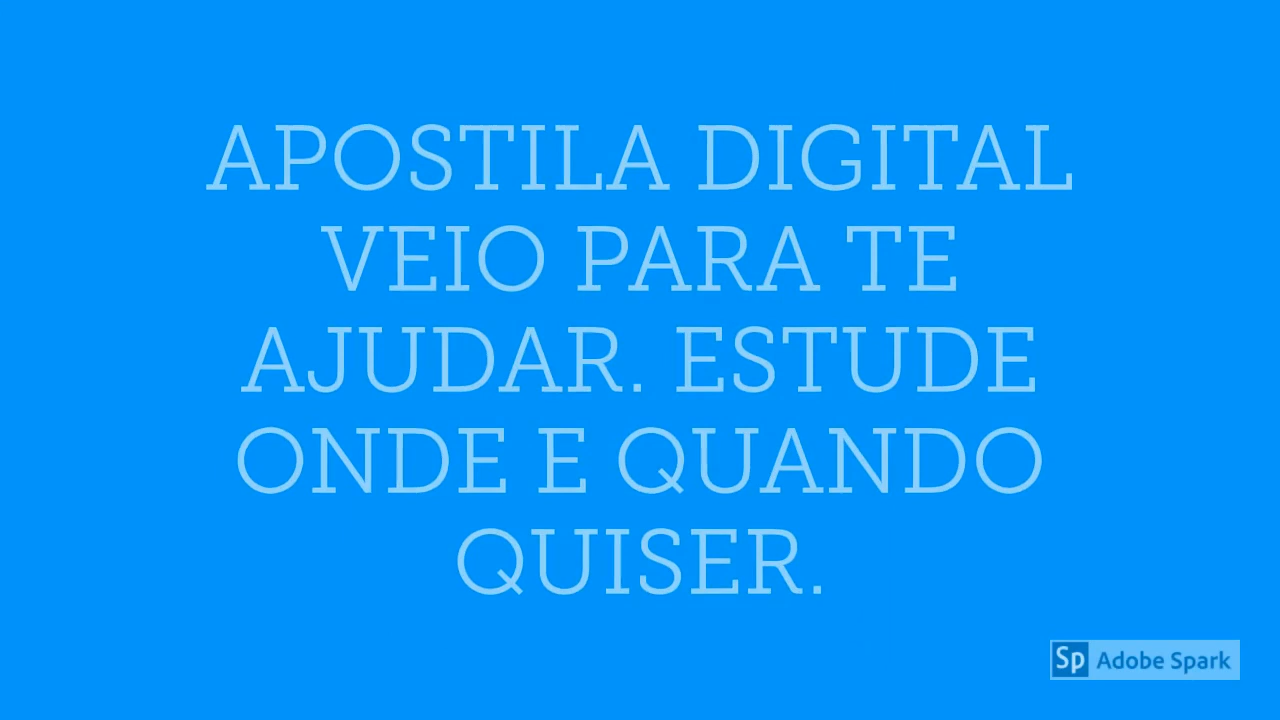 APOSTILA DIGITAL
VEIO PARA TE
AJUDAR. ESTUDE
ONDE E QUANDO
QUISER.
Sp Adobe Spark